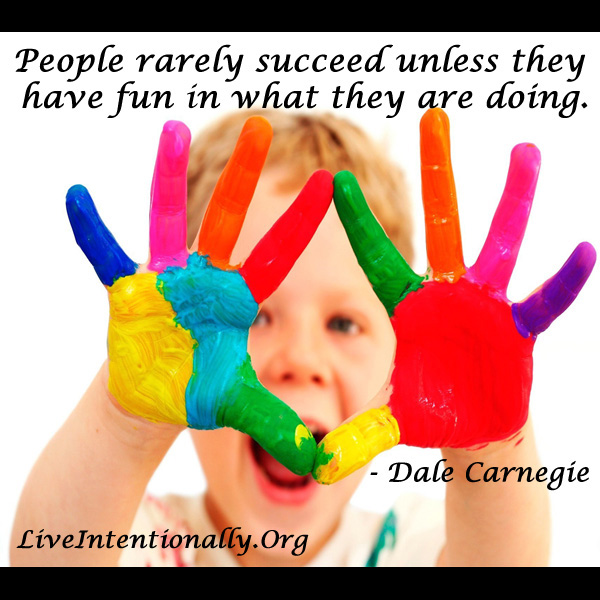 People rarely succeed unless they
have fun in what they are doing.
- Dale Carnegie
LiveIntentionally.Org